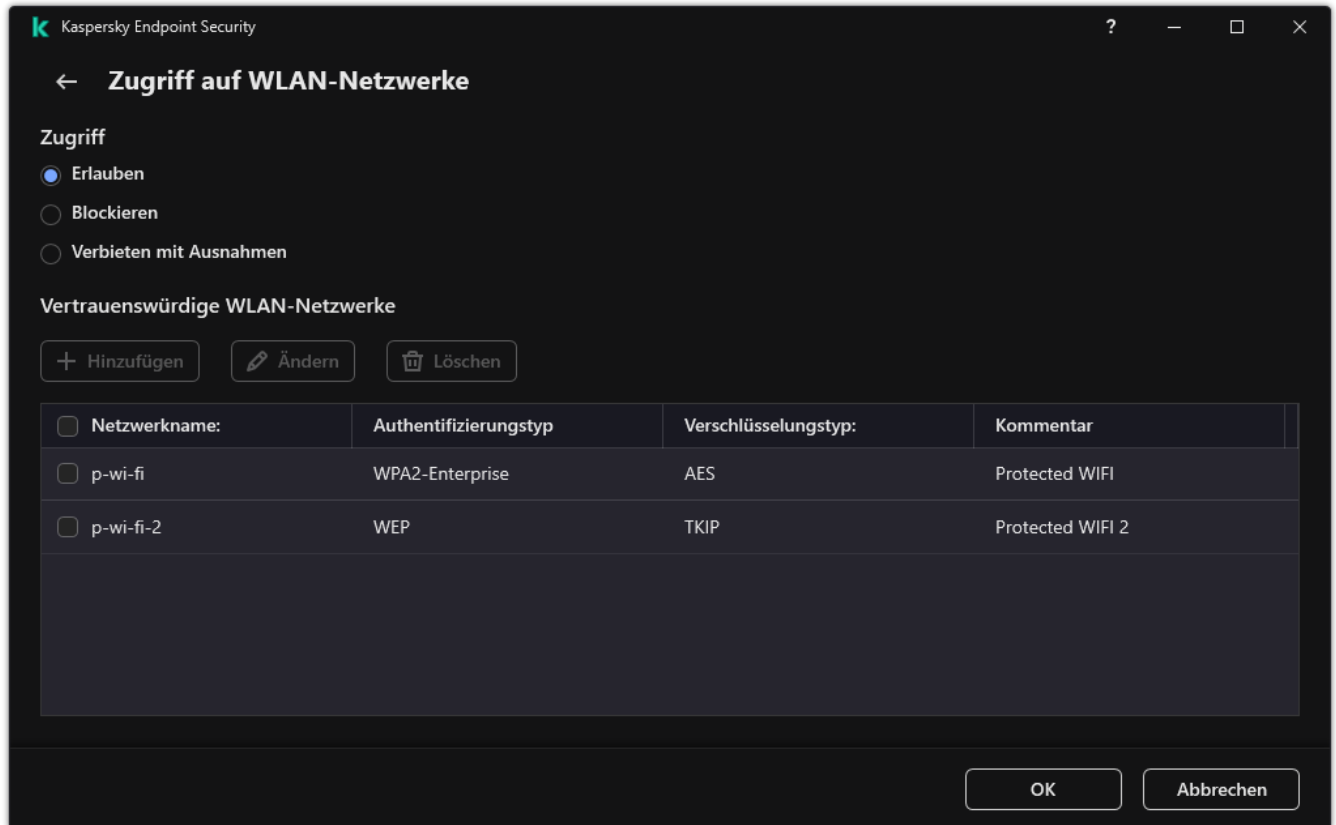 Kaspersky Endpoint Security ?
Zugriff auf WLAN-Netzwerke
Zugriff
Erlauben
Blockieren
Verbieten mit Ausnahmen
Vertrauenswürdige WLAN-Netzwerke
Hinzufügen Ändern Löschen
Netzwerkname: Authentifizierungstyp Verschlüsselungstyp: Kommentar
p-wi-fi WPA2-Enterprise AES Protected WIFI
p-wi-fi-2 WEP TKIP Protected WIFI 2
OK Abbrechen